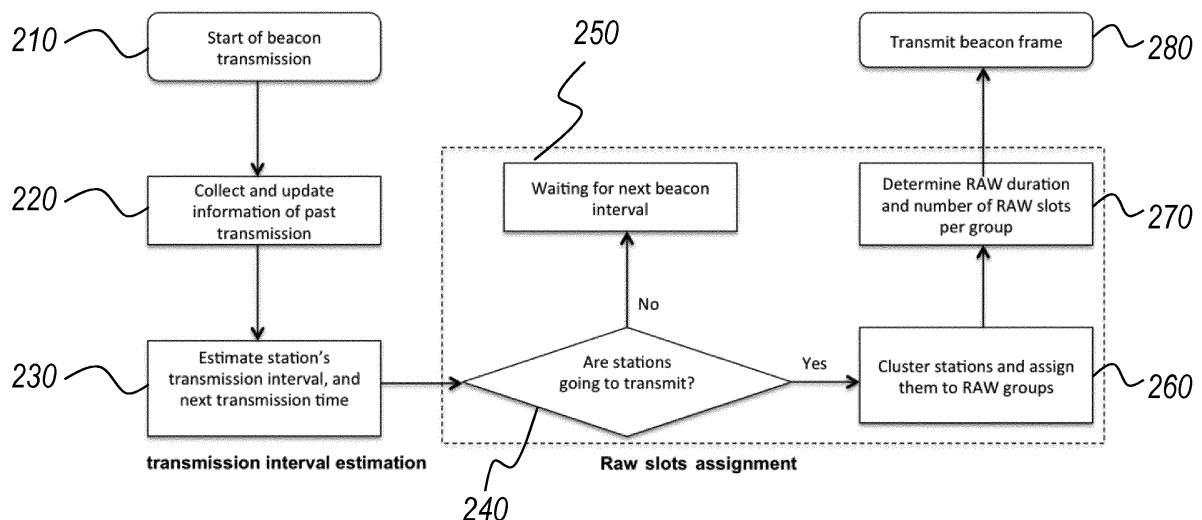 210
Start of beacon
transmission
220
Collect and update
information of past
transmission
230
Estimate station's
transmission interval, and
next transmission time
transmission interval estimation
250
Waiting for next beacon
interval
No
Are stations
going to transmit?
240
Yes
Raw slots assignment
Transmit beacon frame
280
Determine RAW duration
and number of RAW slots
per group
270
Cluster stations and assign
them to RAW groups
260